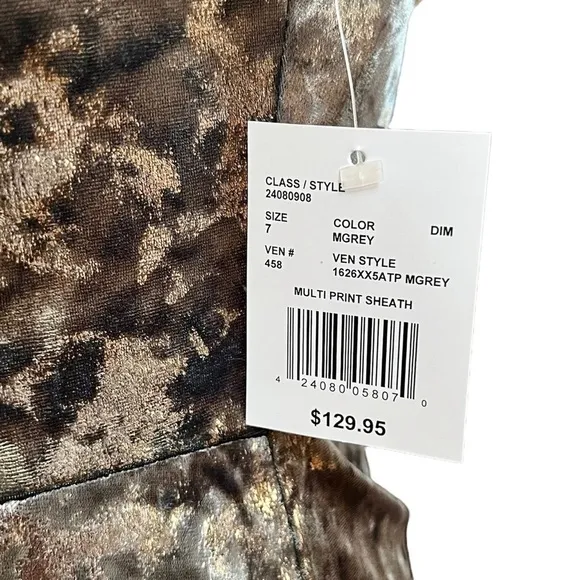 CLASS / STYLE
24080908
SIZE COLOR DIM
7 MGREY
VEN # VEN STYLE
458 1626XX5ATP MGREY
MULTI PRINT SHEATH
4 24080 05807 0
$129.95